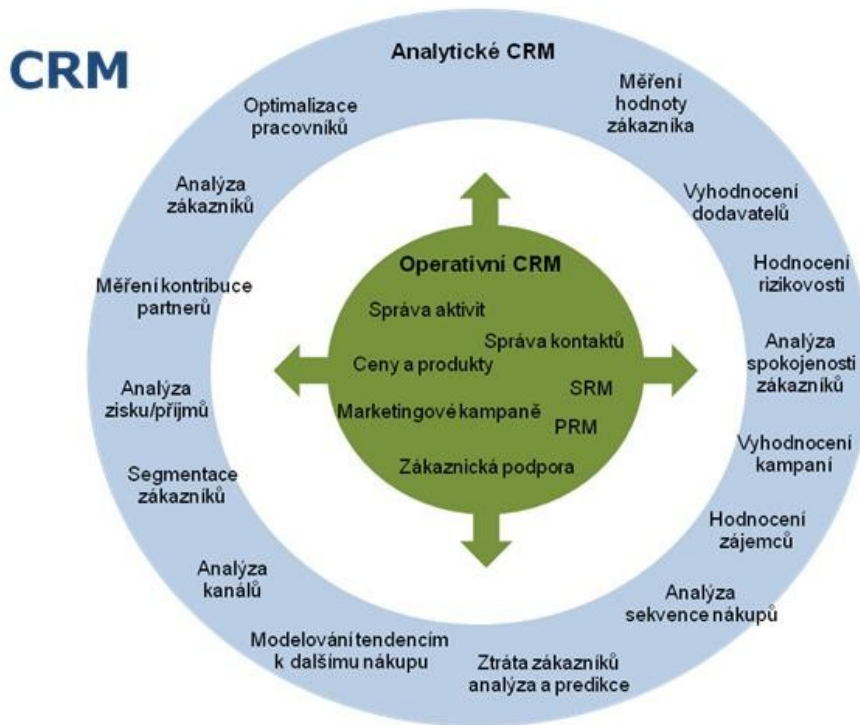 CRM
Analytické CRM
Měření
hodnoty
zákazníka
Vyhodnocení
dodavatelů
Hodnocení
rizikovosti
Analýza
spokojenosti
zákazníků
Vyhodnocení
kampaní
Hodnocení
zájemců
Analýza
sekvence nákupů
Ztráta zákazníků
analýza a predikce
Modelování tendencím
k dalšímu nákupu
Analýza
kanálů
Segmentace
zákazníků
Analýza
zisku/příjmů
Měření kontribuce
partnerů
Analýza
zákazníků
Optimalizace
pracovníků
Operativní CRM
Správa aktivit
Správa kontaktů
Ceny a produkty
SRM
Marketingové kampaně
PRM
Zákaznická podpora